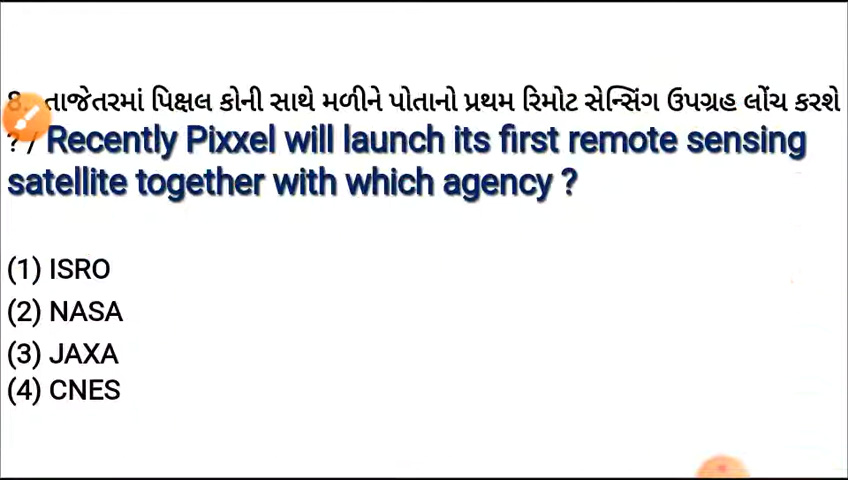 8. તાજેતરમાં પિક્ષલ કોની સાથે મળીને પોતાનો પ્રથમ રિમોટ સેન્સિંગ ઉપગ્રહ લોંચ કરશે
? / Recently Pixxel will launch its first remote sensing
satellite together with which agency ?
(1) ISRO
(2) NASA
(3) JAXA
(4) CNES